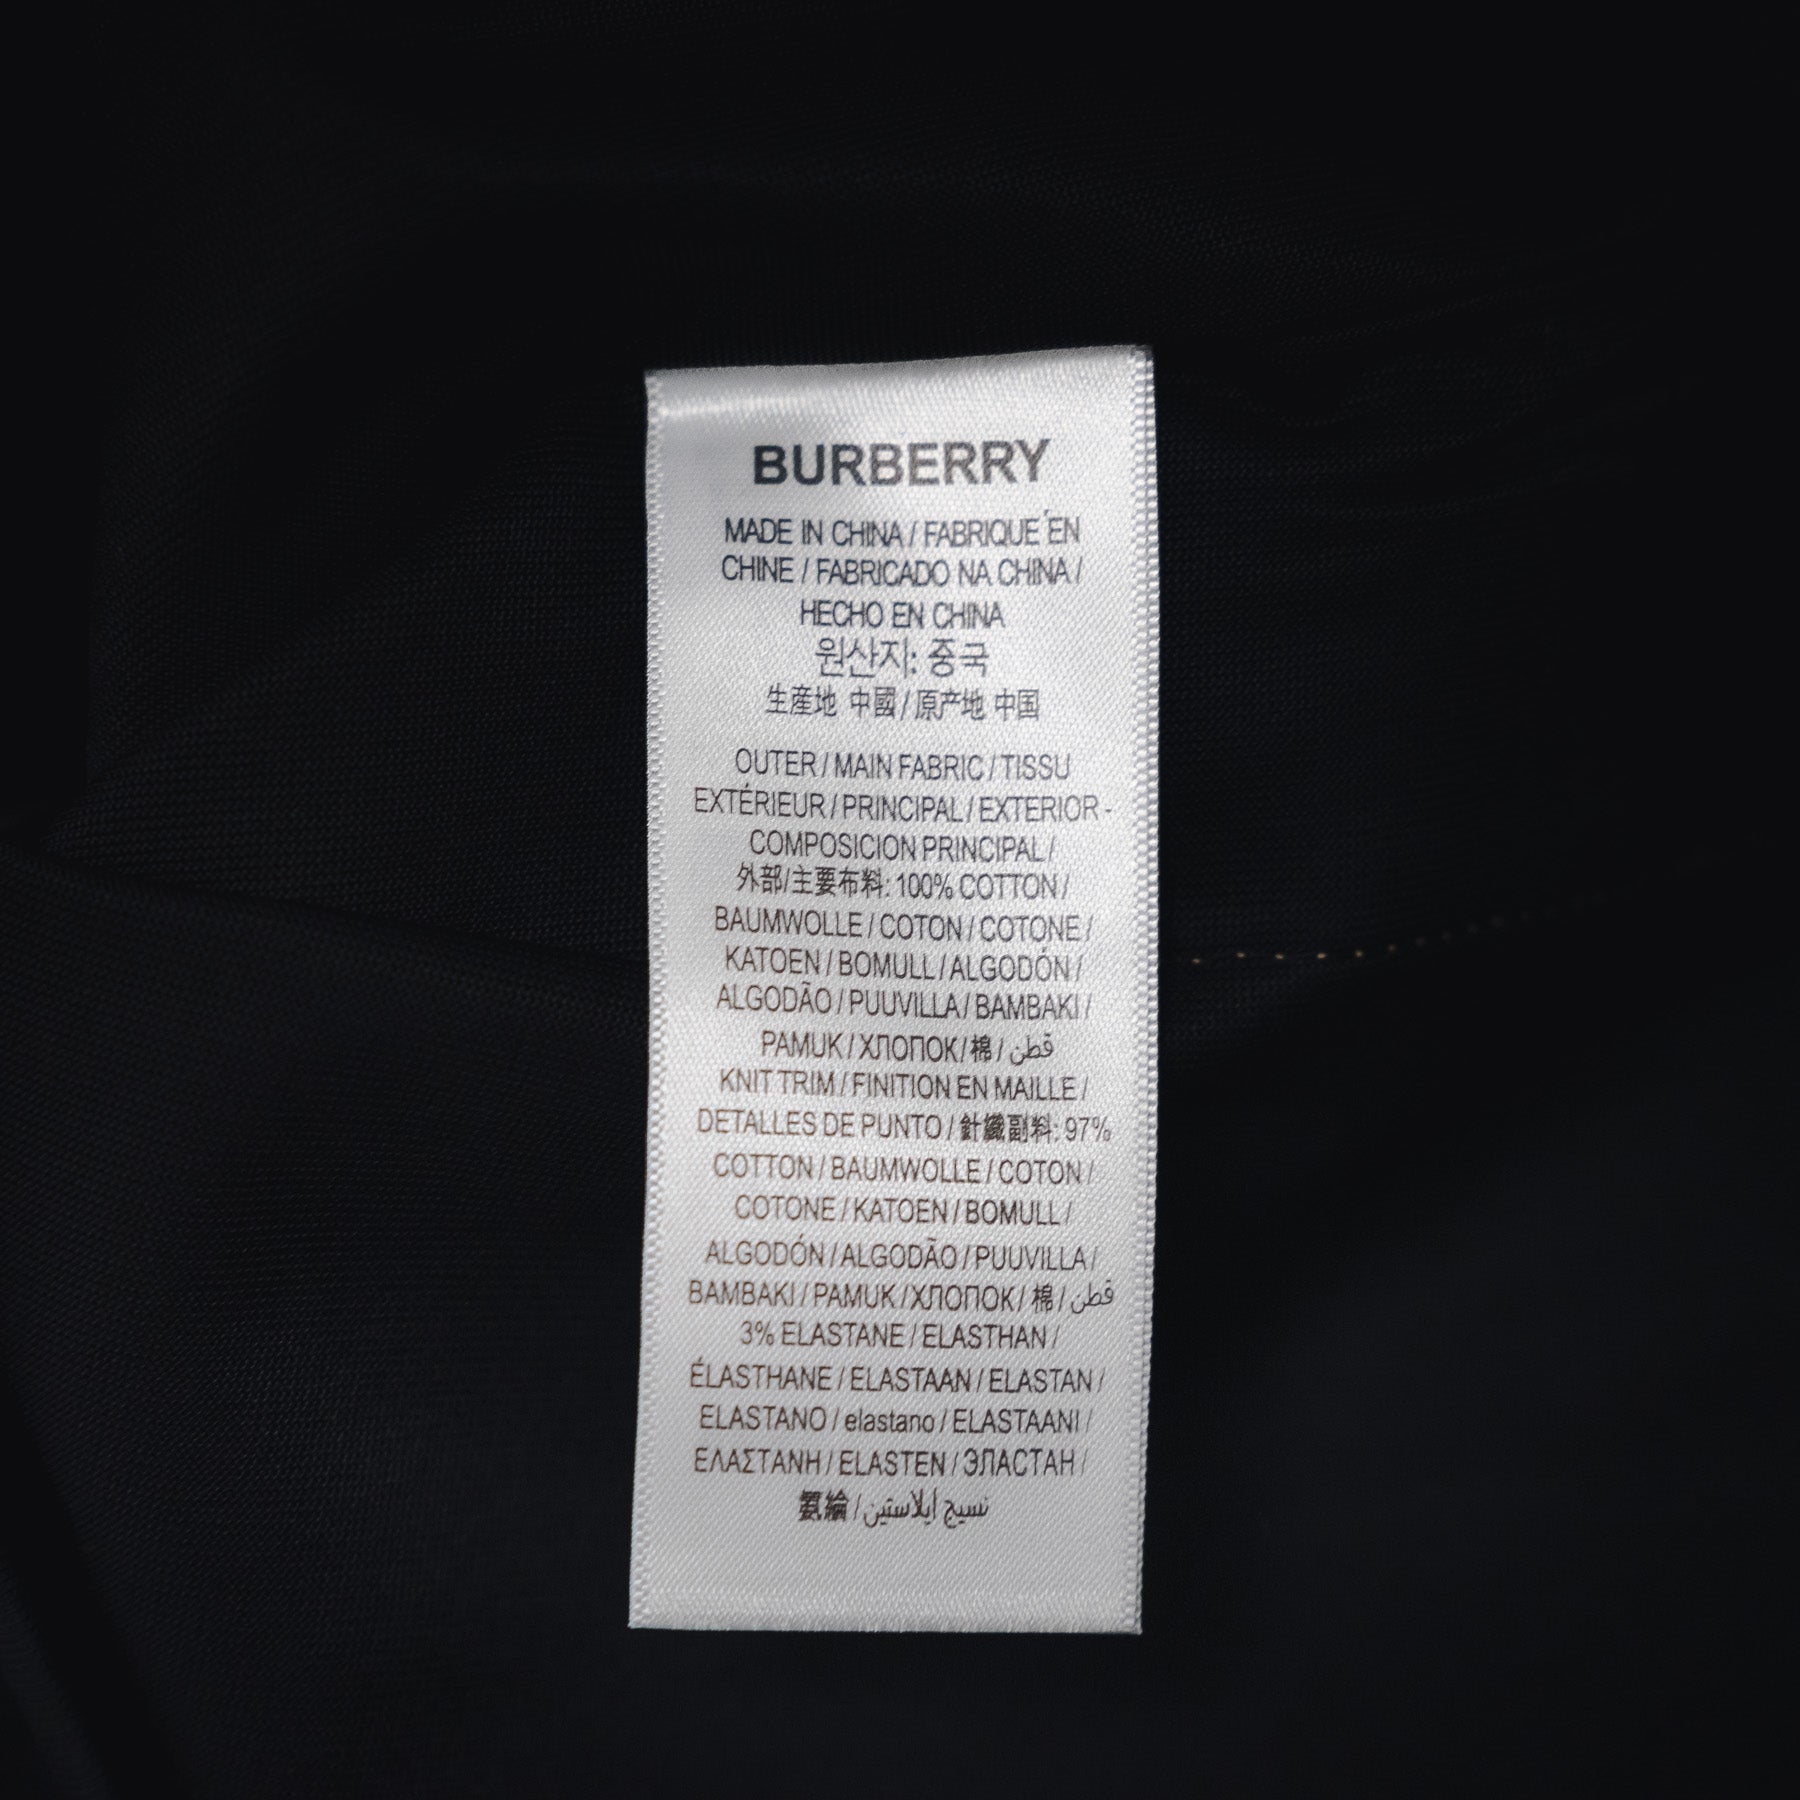 BURBERRY
MADE IN CHINA / FABRIQUE´EN
CHINE / FABRICADO NA CHINA /
HECHO EN CHINA
원산지: 중국
生産地 中國 / 原产地 中国
OUTER / MAIN FABRIC / TISSU
EXTÉRIEUR / PRINCIPAL / EXTERIOR -
COMPOSICION PRINCIPAL /
外部/主要布料: 100% COTTON /
BAUMWOLLE / COTON / COTONE /
KATOEN / BOMULL / ALGODÓN /
ALGODÃO / PUUVILLA / BAMBAKI /
PAMUK / ХЛОПОК / 棉 / قطن
KNIT TRIM / FINITION EN MAILLE /
DETALLES DE PUNTO / 針織副料: 97%
COTTON / BAUMWOLLE / COTON /
COTONE / KATOEN / BOMULL /
ALGODÓN / ALGODÃO / PUUVILLA /
BAMBAKI / PAMUK / ХЛОПОК / 棉 / قطن
3% ELASTANE / ELASTHAN /
ÉLASTHANE / ELASTAAN / ELASTAN /
ELASTANO / elastano / ELASTAANI /
ΕΛΑΣΤΑΝΗ / ELASTEN / ЭЛАСТАН /
氨綸 / نسيج إيلاستين